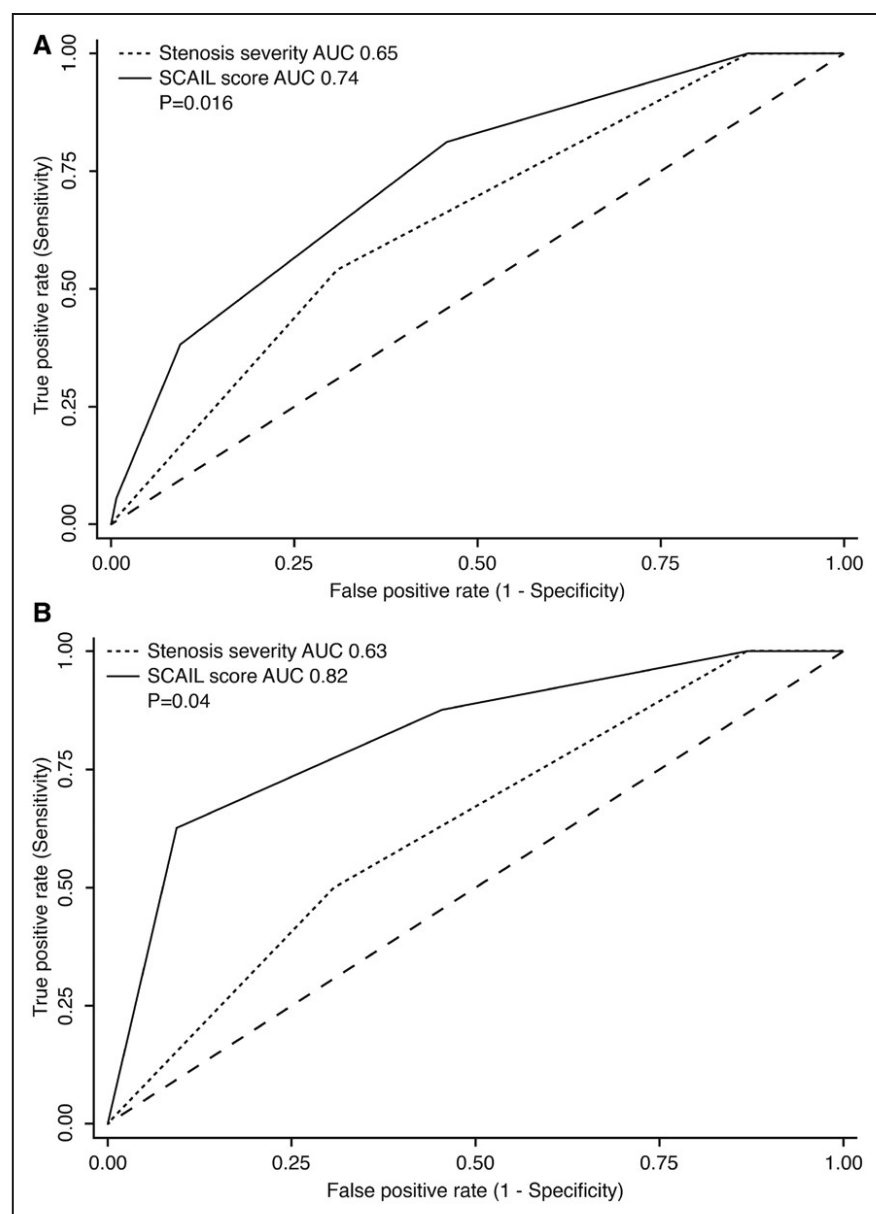 A
Stenosis severity AUC 0.65
SCAIL score AUC 0.74
P=0.016
1.00
0.75
0.50
0.25
0.00
True positive rate (Sensitivity)
0.00 0.25 0.50 0.75 1.00
False positive rate (1 - Specificity)
B
Stenosis severity AUC 0.63
SCAIL score AUC 0.82
P=0.04
1.00
0.75
0.50
0.25
0.00
True positive rate (Sensitivity)
0.00 0.25 0.50 0.75 1.00
False positive rate (1 - Specificity)